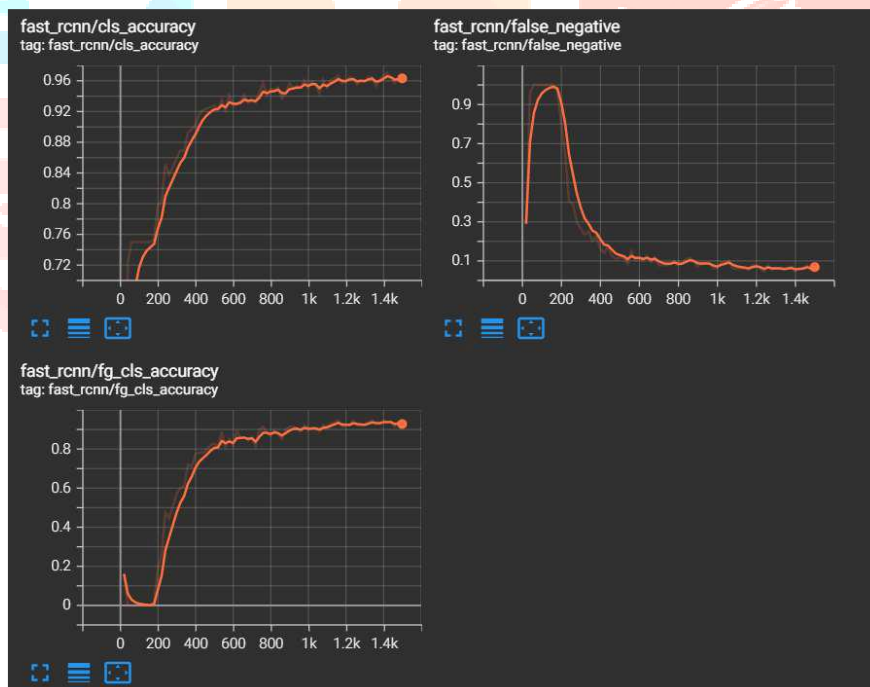 fast_rcnn/cls_accuracy
tag: fast_rcnn/cls_accuracy
0.96
0.92
0.88
0.84
0.8
0.76
0.72
0 200 400 600 800 1k 1.2k 1.4k
fast_rcnn/false_negative
tag: fast_rcnn/false_negative
0.9
0.7
0.5
0.3
0.1
0 200 400 600 800 1k 1.2k 1.4k
fast_rcnn/fg_cls_accuracy
tag: fast_rcnn/fg_cls_accuracy
0.8
0.6
0.4
0.2
0
0 200 400 600 800 1k 1.2k 1.4k